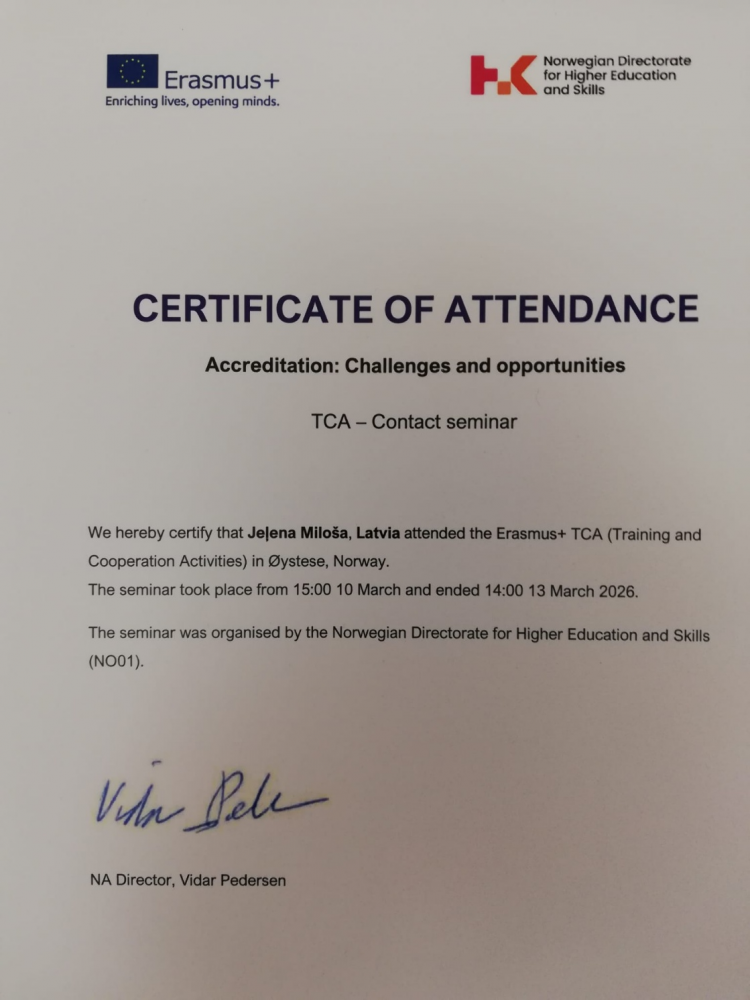 Erasmus+
Enriching lives, opening minds.
Norwegian Directorate
for Higher Education
and Skills
CERTIFICATE OF ATTENDANCE
Accreditation: Challenges and opportunities
TCA – Contact seminar
We hereby certify that Jeļena Miloša, Latvia attended the Erasmus+ TCA (Training and
Cooperation Activities) in Øystese, Norway.
The seminar took place from 15:00 10 March and ended 14:00 13 March 2026.
The seminar was organised by the Norwegian Directorate for Higher Education and Skills
(NO01).
Vidar Peder
NA Director, Vidar Pedersen